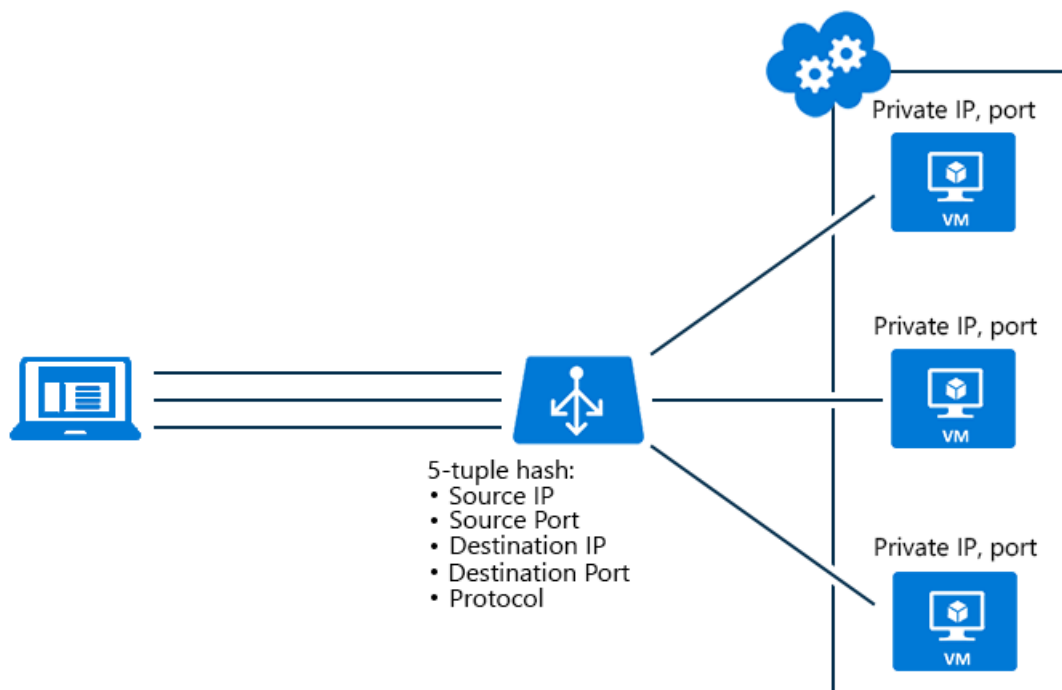 Private IP, port
VM
Private IP, port
VM
5-tuple hash:
• Source IP
• Source Port
• Destination IP
• Destination Port
• Protocol
Private IP, port
VM